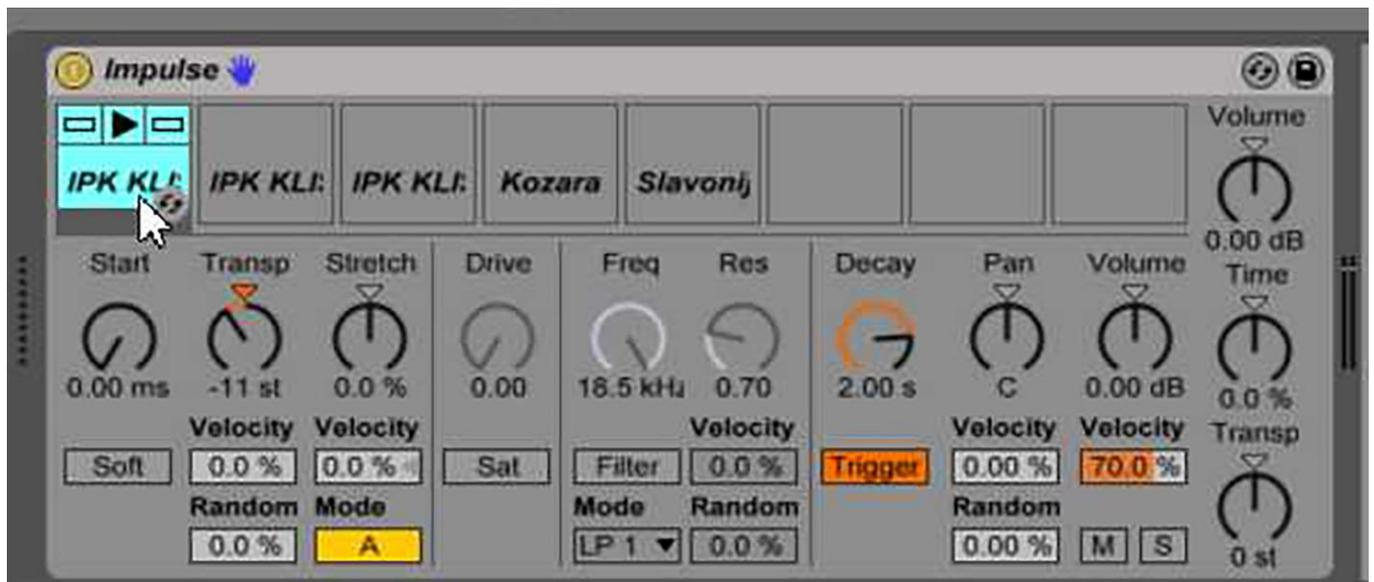 Impulse
IPK KLI: IPK KLI: IPK KLI: Kozara Slavonij
Volume
0.00 dB
Start Transp Stretch Drive Freq Res Decay Pan Volume Time
0.00 ms -11 st 0.0 % 0.00 18.5 kHz 0.70 2.00 s C 0.00 dB 0.0 %
Velocity Velocity Velocity Velocity Velocity Transp
Soft 0.0 % 0.0 % Sat Filter 0.0 % Trigger 0.00 % 70.0 %
Random Mode Mode Random Random
0.0 % A LP 1 0.0 % 0.00 % M S 0 st